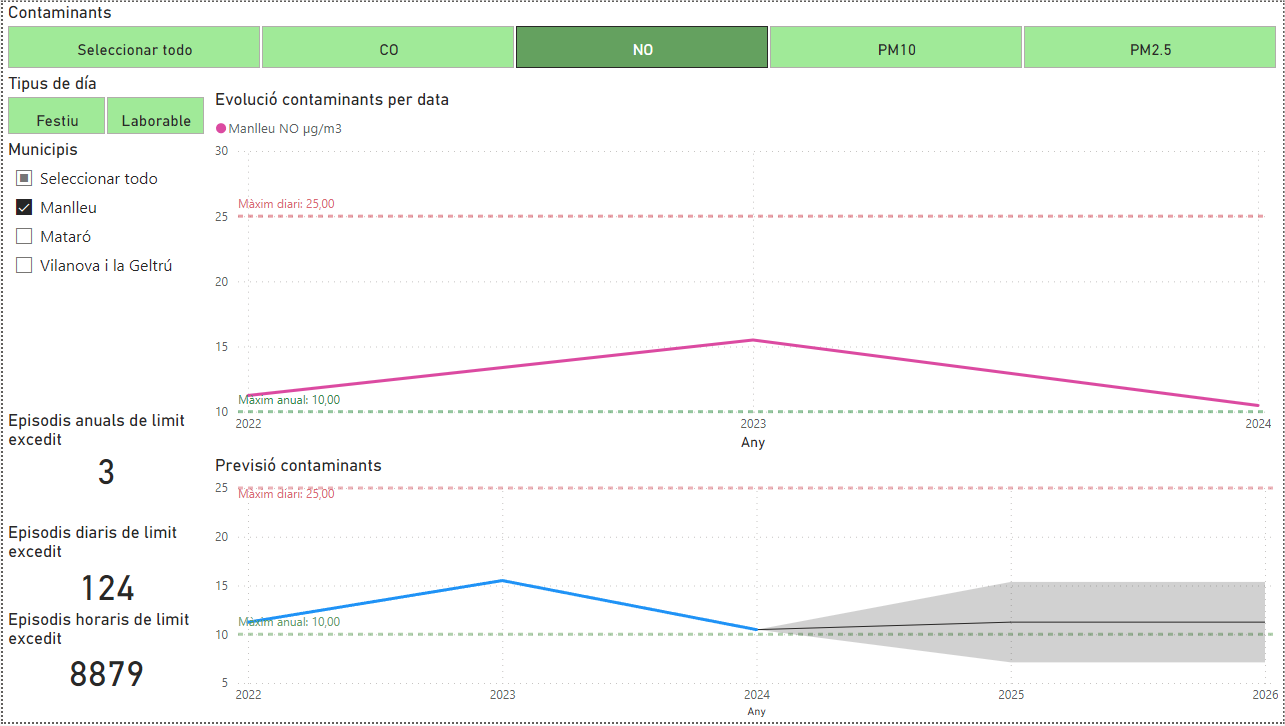 Contaminants
Seleccionar todo
CO
NO
PM10
PM2.5
Tipus de día
Festiu
Laborable
Municipis
Seleccionar todo
Manlleu
Mataró
Vilanova i la Geltrú
Episodis anuals de limit
excedit
3
Episodis diaris de limit
excedit
124
Episodis horaris de limit
excedit
8879
Evolució contaminants per data
Manlleu NO µg/m3
30
Màxim diari: 25,00
25
20
15
Màxim anual: 10,00
10
2022
2023
2024
Any
Previsió contaminants
25
Màxim diari: 25,00
20
15
Màxim anual: 10,00
10
5
2022
2023
2024
2025
2026
Any